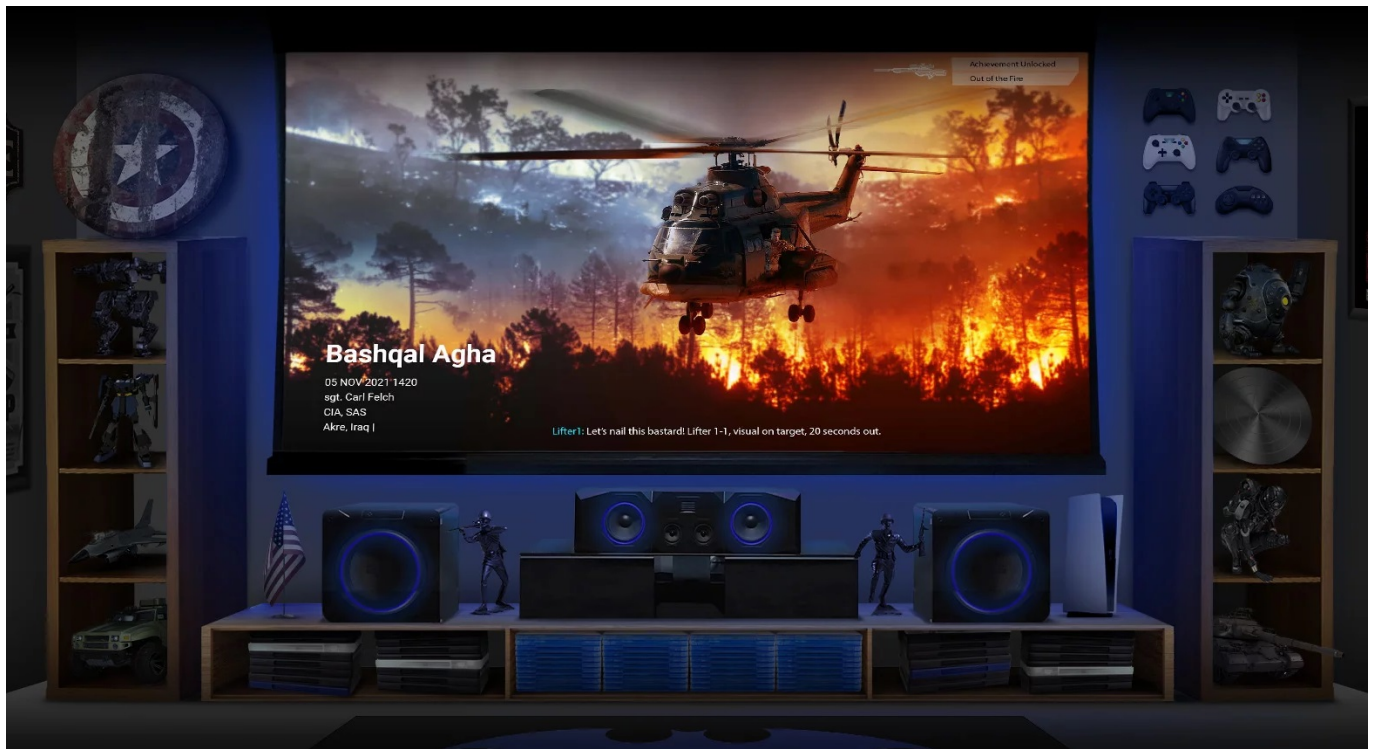 Achievement Unlocked
Out of the Fire
Bashqal Agha
05 NOV 2021 1420
sgt. Carl Felch
CIA, SAS
Akre, Iraq |
Lifter1: Let's nail this bastard! Lifter 1-1, visual on target, 20 seconds out.